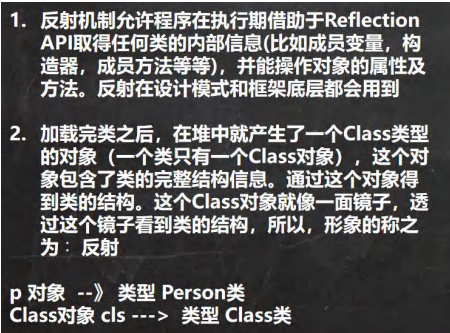 1. 反射机制允许程序在执行期借助于Reflection
API取得任何类的内部信息(比如成员变量，构
造器，成员方法等等)，并能操作对象的属性及
方法。反射在设计模式和框架底层都会用到
2. 加载完类之后，在堆中就产生了一个Class类型
的对象（一个类只有一个Class对象），这个对
象包含了类的完整结构信息。通过这个对象得
到类的结构。这个Class对象就像一面镜子，透
过这个镜子看到类的结构，所以，形象的称之
为：反射
p 对象 --》 类型 Person类
Class对象 cls ---> 类型 Class类